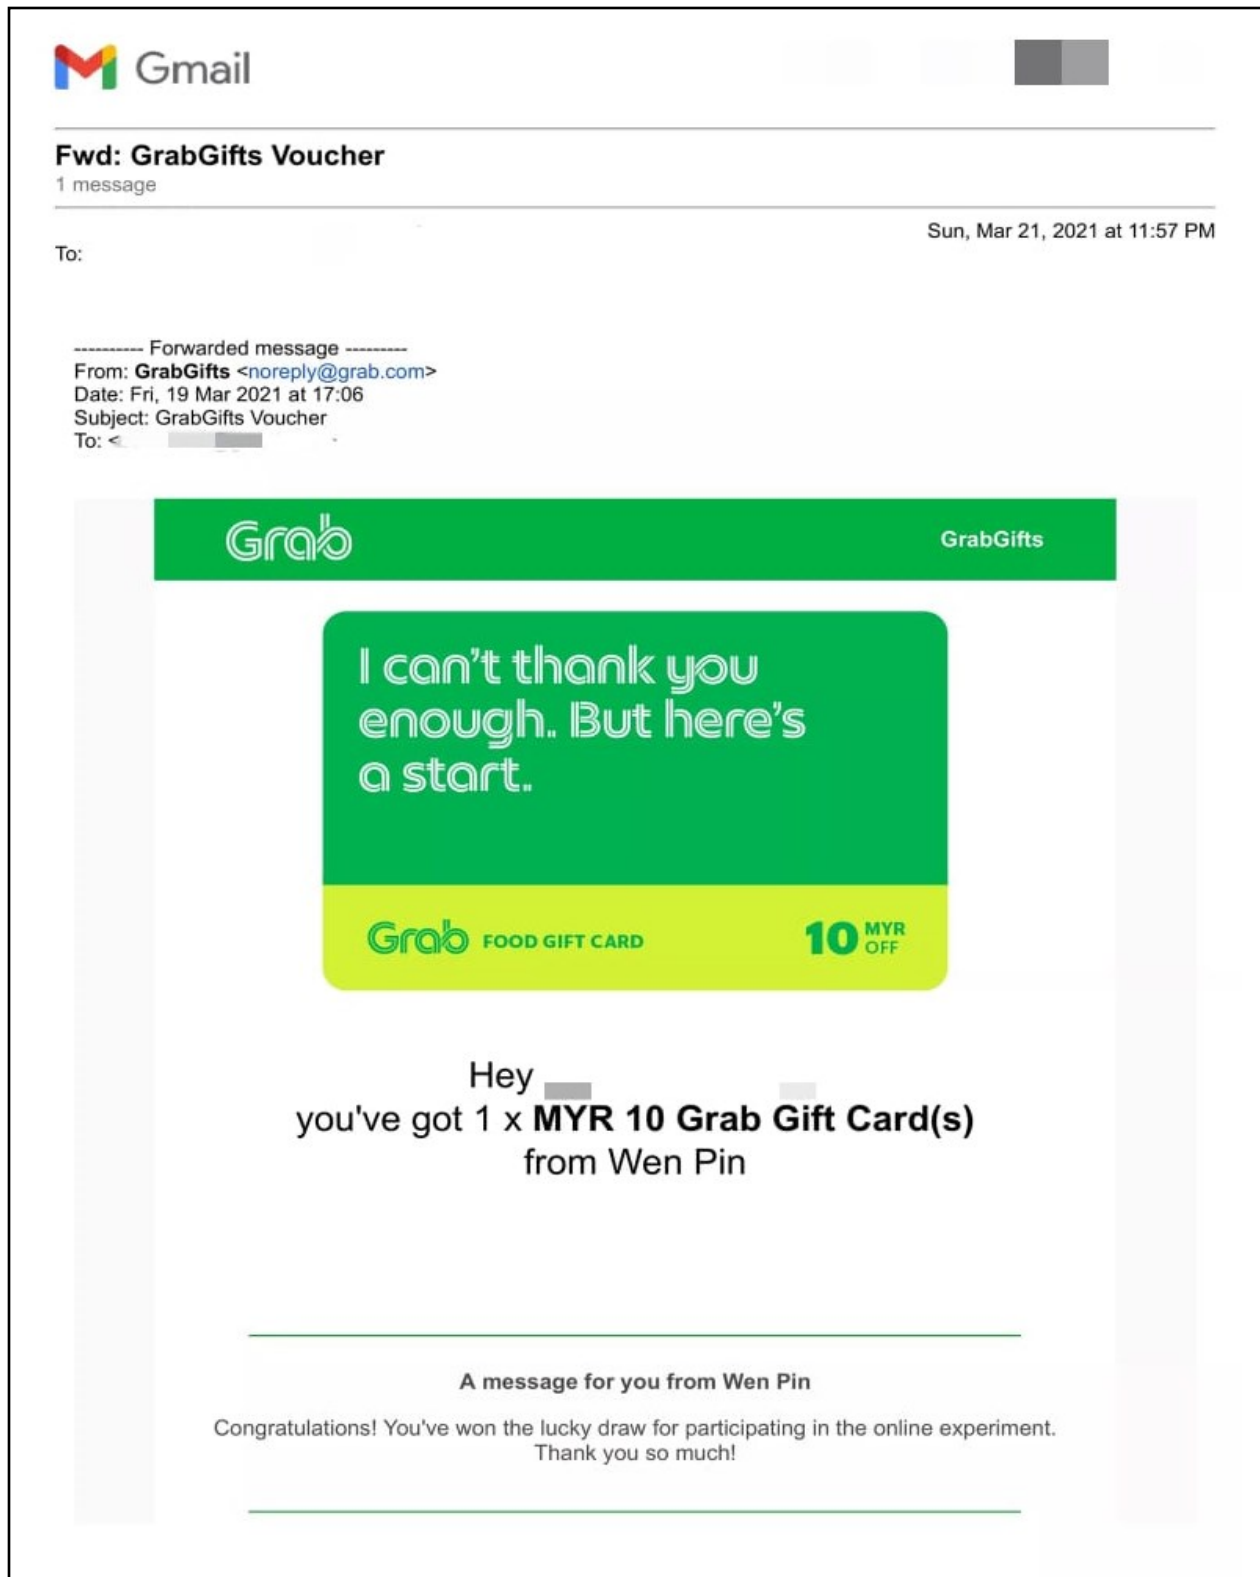 Gmail
Fwd: GrabGifts Voucher
1 message
Sun, Mar 21, 2021 at 11:57 PM
To:
---------- Forwarded message ---------
From: GrabGifts <noreply@grab.com>
Date: Fri, 19 Mar 2021 at 17:06
Subject: GrabGifts Voucher
To: <
Grab
GrabGifts
I can't thank you
enough. But here's
a start.
Grab FOOD GIFT CARD
10 MYR
OFF
Hey
you've got 1 x MYR 10 Grab Gift Card(s)
from Wen Pin
A message for you from Wen Pin
Congratulations! You've won the lucky draw for participating in the online experiment.
Thank you so much!